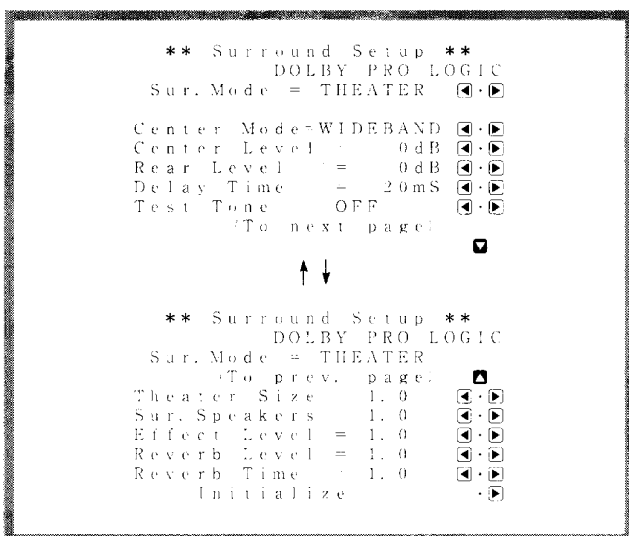 ** Surround Setup **
DOLBY PRO LOGIC
Sur.Mode = THEATER ◀·▶
Center Mode=WIDEBAND ◀·▶
Center Level = 0dB ◀·▶
Rear Level = 0dB ◀·▶
Delay Time = 20mS ◀·▶
Test Tone OFF ◀·▶
[To next page]
▼
↑ ↓
** Surround Setup **
DOLBY PRO LOGIC
Sur.Mode = THEATER
[To prev. page] ▲
Theater Size 1.0 ◀·▶
Sur.Speakers 1.0 ◀·▶
Effect Level = 1.0 ◀·▶
Reverb Level = 1.0 ◀·▶
Reverb Time = 1.0 ◀·▶
Initialize ·▶